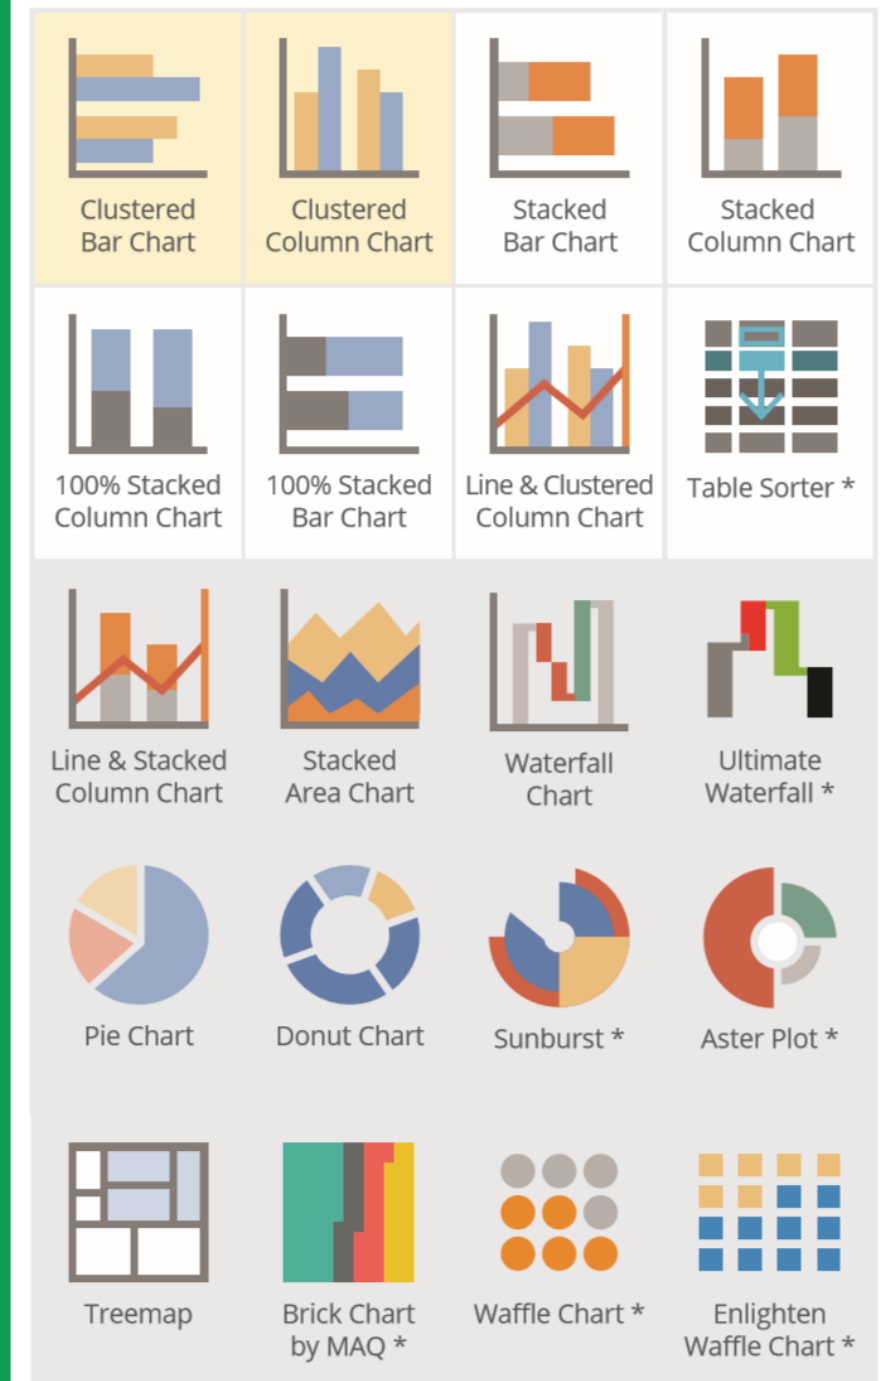 Clustered
Bar Chart
Clustered
Column Chart
Stacked
Bar Chart
Stacked
Column Chart
100% Stacked
Column Chart
100% Stacked
Bar Chart
Line & Clustered
Column Chart
Table Sorter *
Line & Stacked
Column Chart
Stacked
Area Chart
Waterfall
Chart
Ultimate
Waterfall *
Pie Chart
Donut Chart
Sunburst *
Aster Plot *
Treemap
Brick Chart
by MAQ *
Waffle Chart *
Enlighten
Waffle Chart *